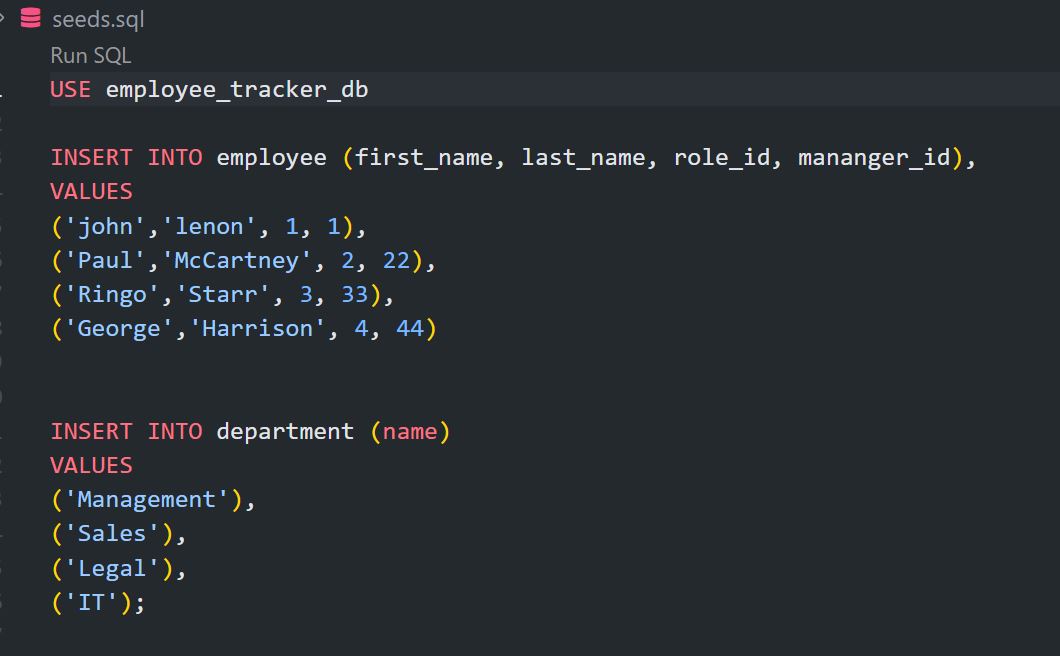 seeds.sql
Run SQL
USE employee_tracker_db
INSERT INTO employee (first_name, last_name, role_id, mananger_id),
VALUES
('john','lenon', 1, 1),
('Paul','McCartney', 2, 22),
('Ringo','Starr', 3, 33),
('George','Harrison', 4, 44)
INSERT INTO department (name)
VALUES
('Management'),
('Sales'),
('Legal'),
('IT');